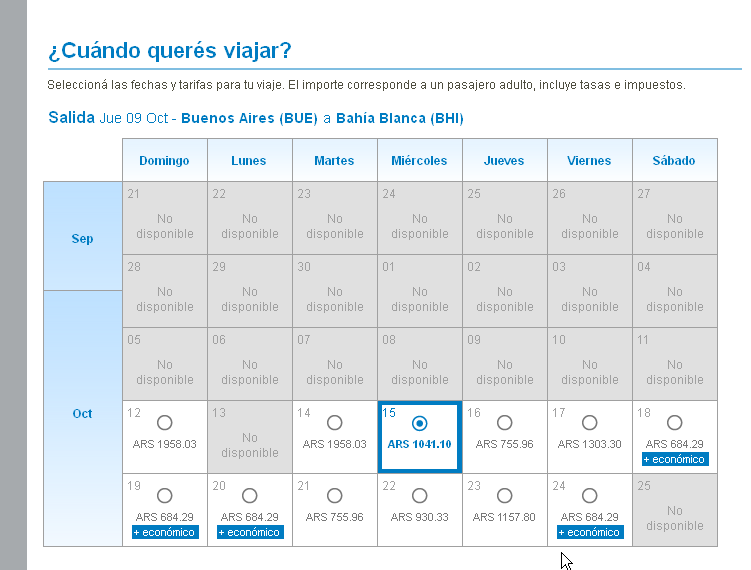 ¿Cuándo querés viajar?
Seleccioná las fechas y tarifas para tu viaje. El importe corresponde a un pasajero adulto, incluye tasas e impuestos.
Salida Jue 09 Oct - Buenos Aires (BUE) a Bahía Blanca (BHI)
Domingo Lunes Martes Miércoles Jueves Viernes Sábado
Sep
21 22 23 24 25 26 27
No disponible No disponible No disponible No disponible No disponible No disponible No disponible
28 29 30 01 02 03 04
No disponible No disponible No disponible No disponible No disponible No disponible No disponible
Oct
05 06 07 08 09 10 11
No disponible No disponible No disponible No disponible No disponible No disponible No disponible
12 13 14 15 16 17 18
ARS 1958.03 No disponible ARS 1958.03 ARS 1041.10 ARS 755.96 ARS 1303.30 ARS 684.29
+ económico
19 20 21 22 23 24 25
ARS 684.29 ARS 684.29 ARS 755.96 ARS 930.33 ARS 1157.80 ARS 684.29 No disponible
+ económico + económico + económico